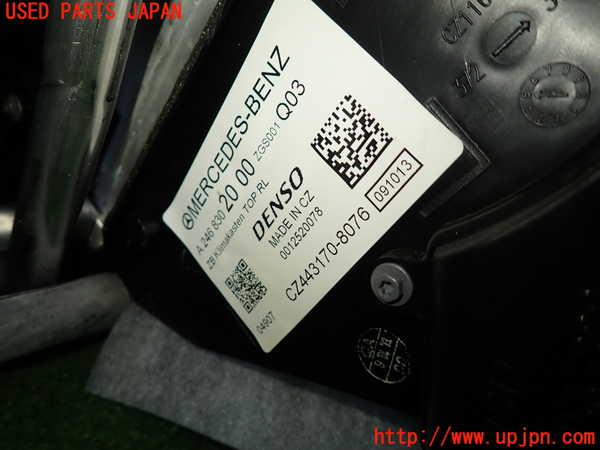 USED PARTS JAPAN
MERCEDES-BENZ
A 246 830 20 00 ZGS001 Q03
ZB Klimakasten TOP RL
DENSO
MADE IN CZ
0012520078
CZ443170-8076 091013
04907
http://www.upjpn.com/